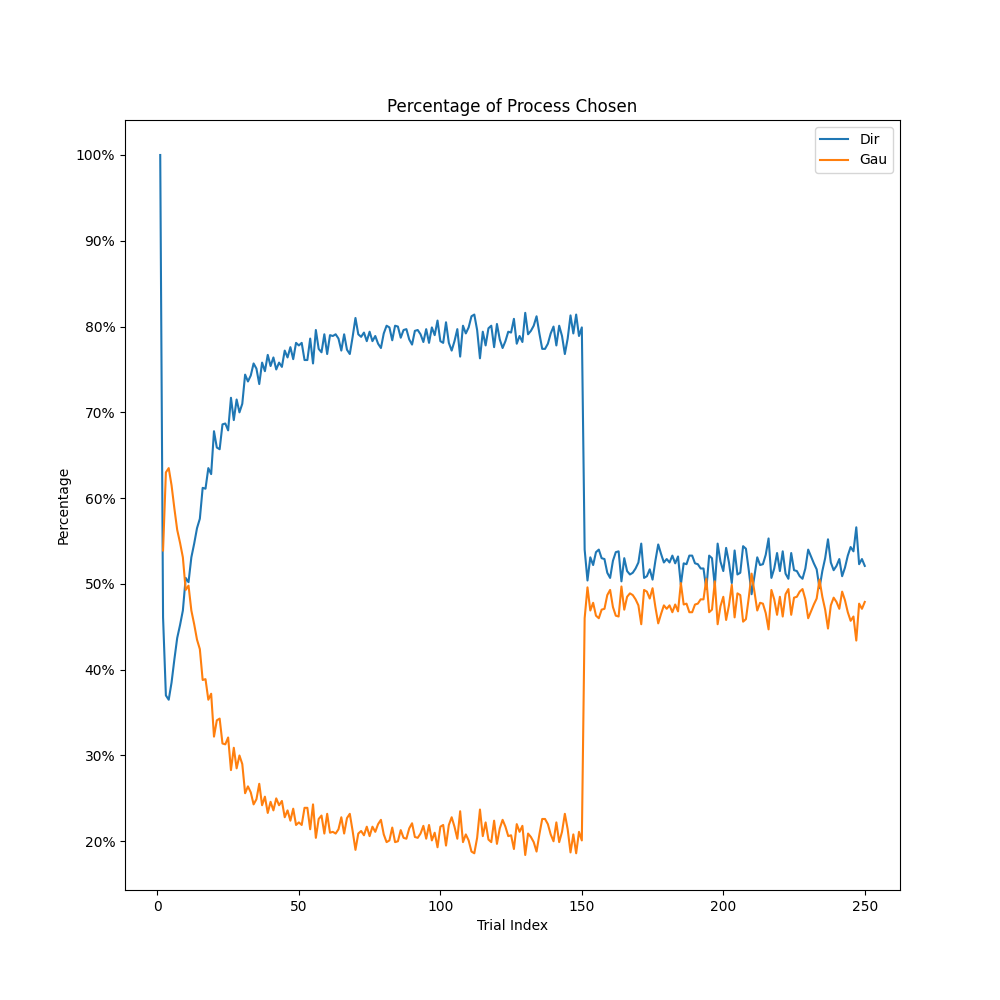 Percentage of Process Chosen
Dir
Gau
100%
90%
80%
70%
60%
50%
40%
30%
20%
Percentage
0 50 100 150 200 250
Trial Index